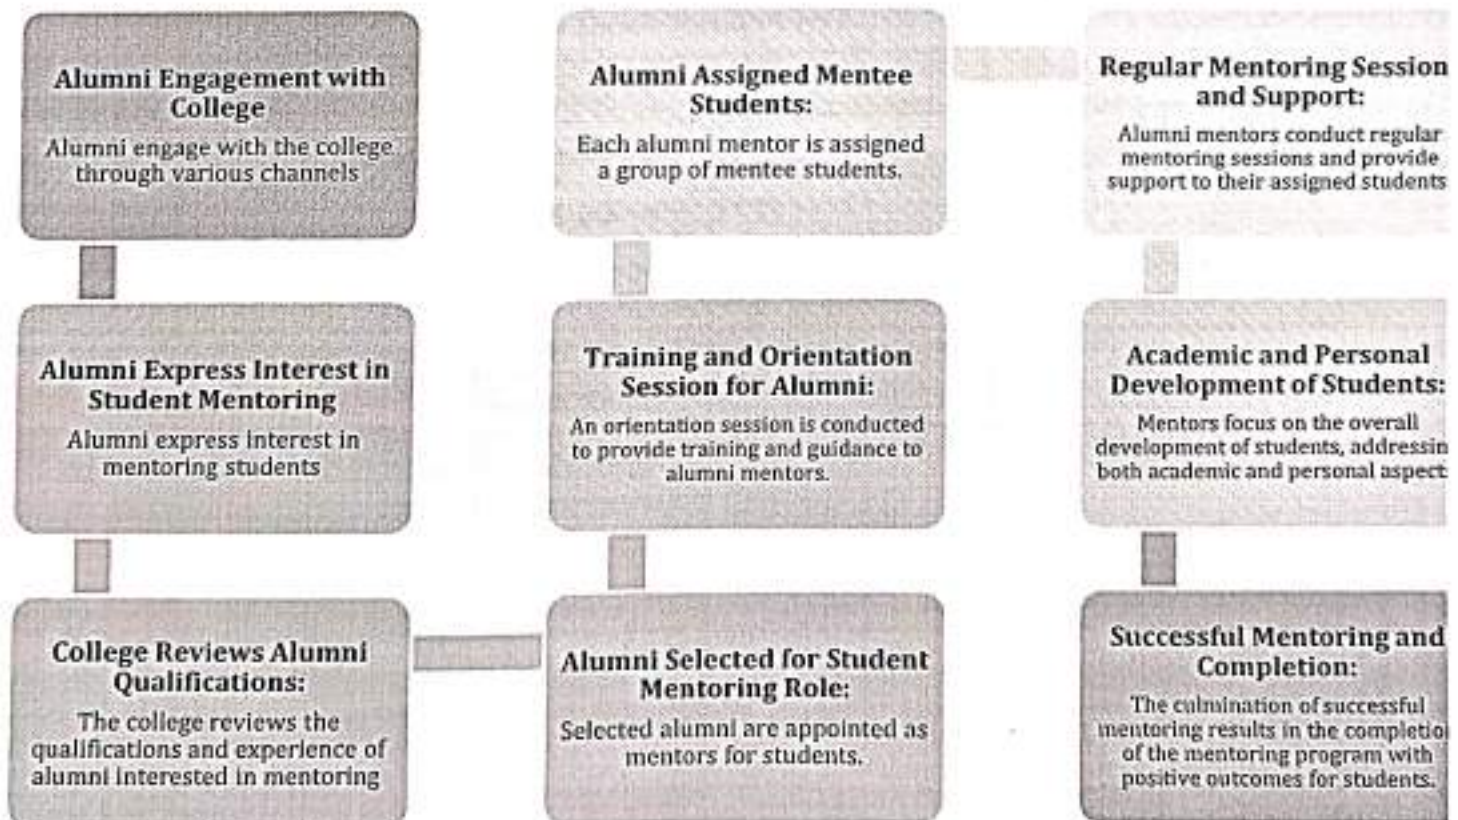 Alumni Engagement with
College
Alumni engage with the college
through various channels
Alumni Express Interest in
Student Mentoring
Alumni express interest in
mentoring students
College Reviews Alumni
Qualifications:
The college reviews the
qualifications and experience of
alumni interested in mentoring
Alumni Selected for Student
Mentoring Role:
Selected alumni are appointed as
mentors for students.
Training and Orientation
Session for Alumni:
An orientation session is conducted
to provide training and guidance to
alumni mentors.
Alumni Assigned Mentee
Students:
Each alumni mentor is assigned
a group of mentee students.
Regular Mentoring Session
and Support:
Alumni mentors conduct regular
mentoring sessions and provide
support to their assigned students
Academic and Personal
Development of Students:
Mentors focus on the overall
development of students, addressin
both academic and personal aspect
Successful Mentoring and
Completion:
The culmination of successful
mentoring results in the completio
of the mentoring program with
positive outcomes for students.